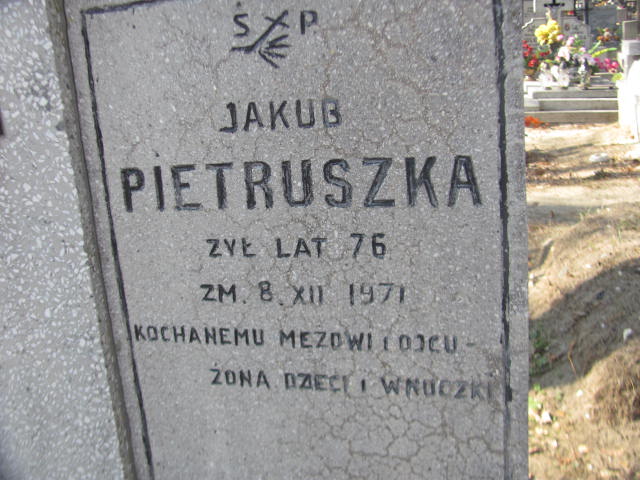 Ś P
JAKUB
PIETRUSZKA
ŻYŁ LAT 76
ZM. 8. XII 1971
KOCHANEMU MĘŻOWI I OJCU -
ŻONA DZIECI I WNUCZKI